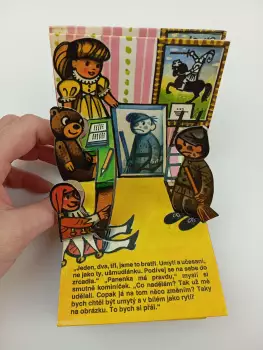 „Jeden, dva, tři, jsme to bratři. Umytí a učesaní,
ne jako ty, ušmudlánku. Podívej se na sebe do
zrcadla.“ „Panenka má pravdu,“ myslí si
smutně kominíček. „Co nadělám? Tak už mě
udělali. Copak já na tom něco změním? Taky
bych chtěl být umytý a v bílém jako rytíř
na obrázku. To bych si přál.“